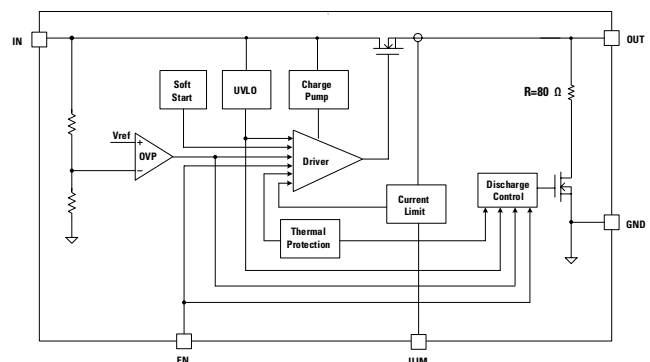 IN
OUT
Soft
Start
UVLO
Charge
Pump
R=80 Ω
Vref
+
OVP
−
Driver
Discharge
Control
Current
Limit
Thermal
Protection
GND
EN
ILIM